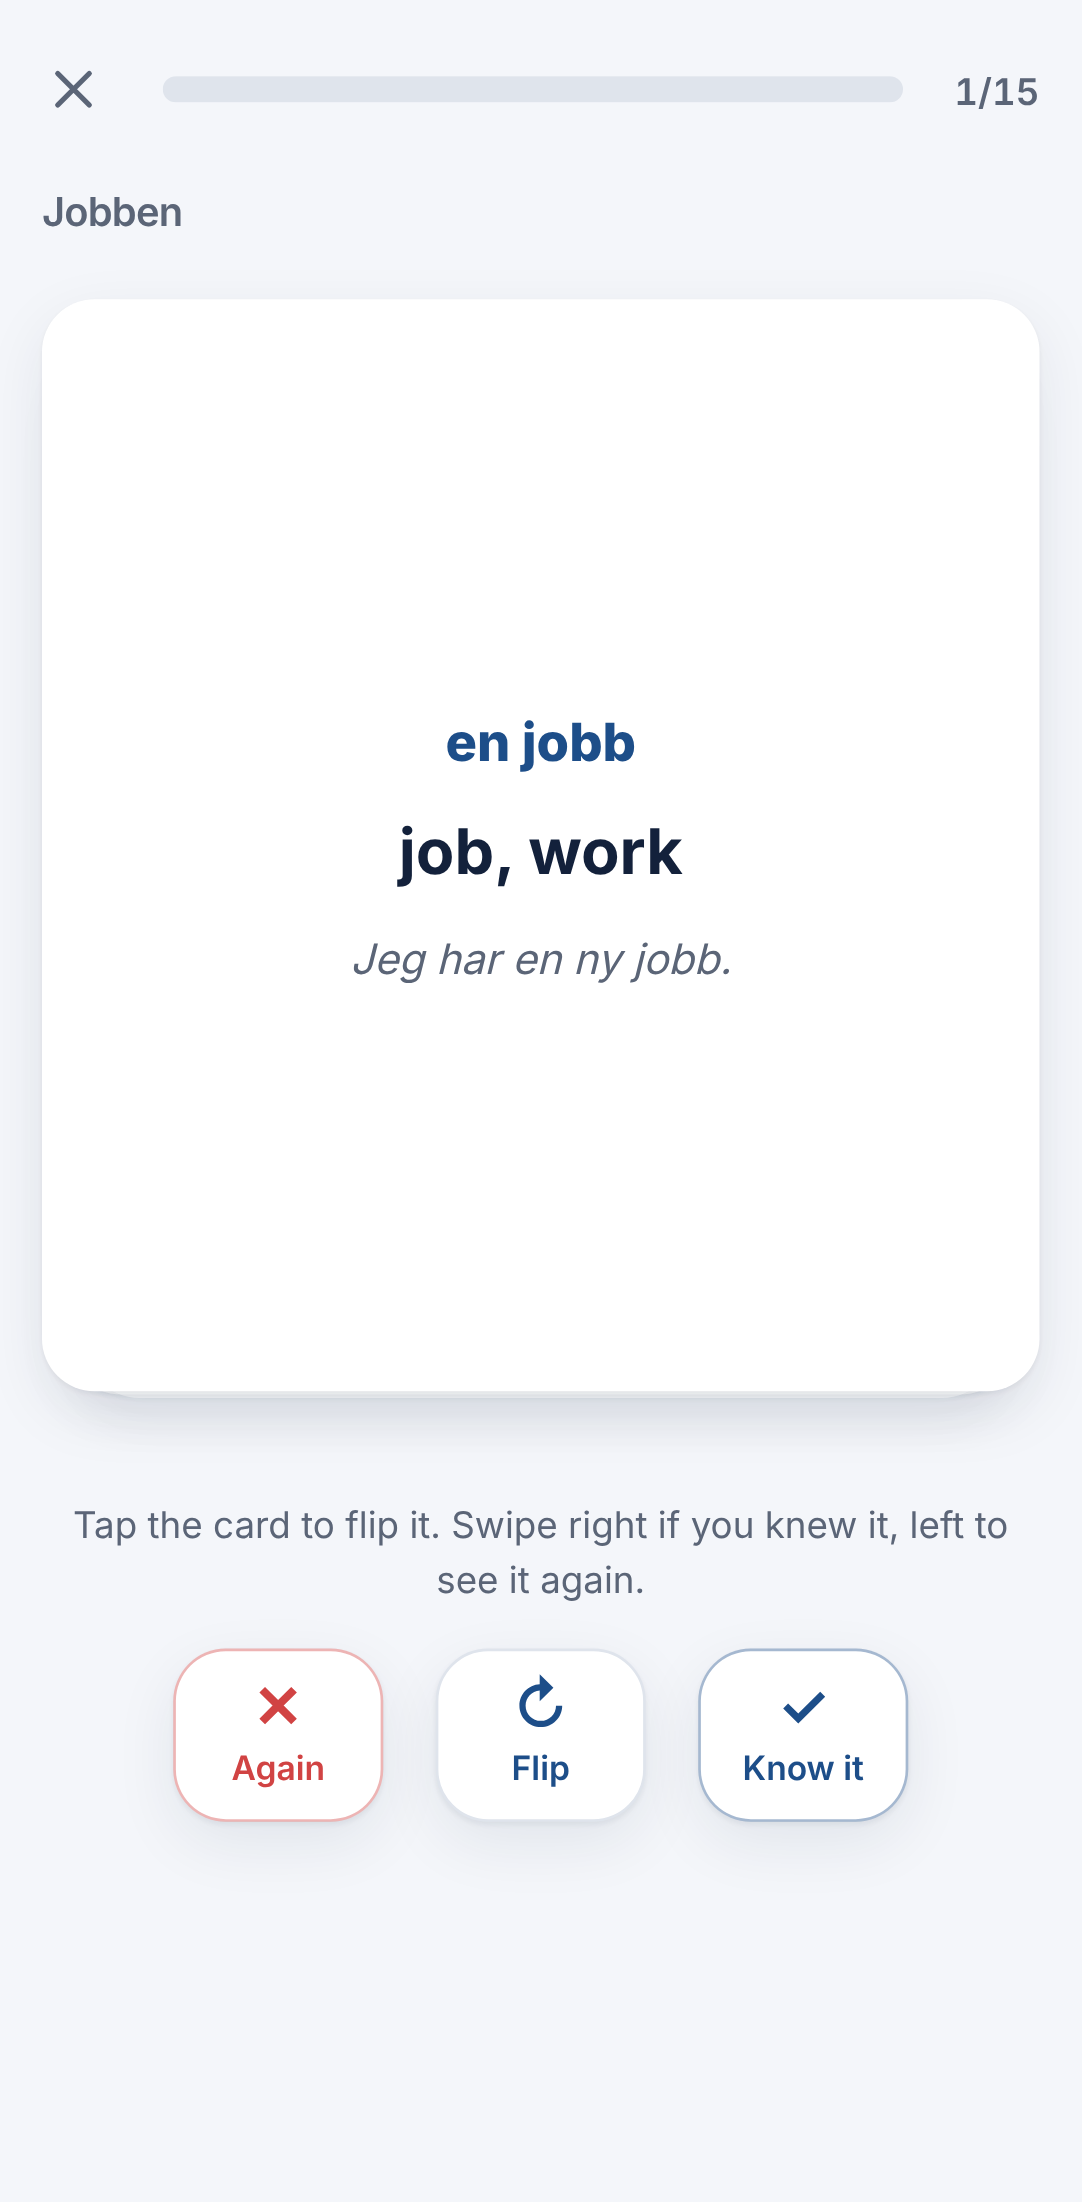 1/15
Jobben
en jobb
job, work
Jeg har en ny jobb.
Tap the card to flip it. Swipe right if you knew it, left to
see it again.
Again
Flip
Know it